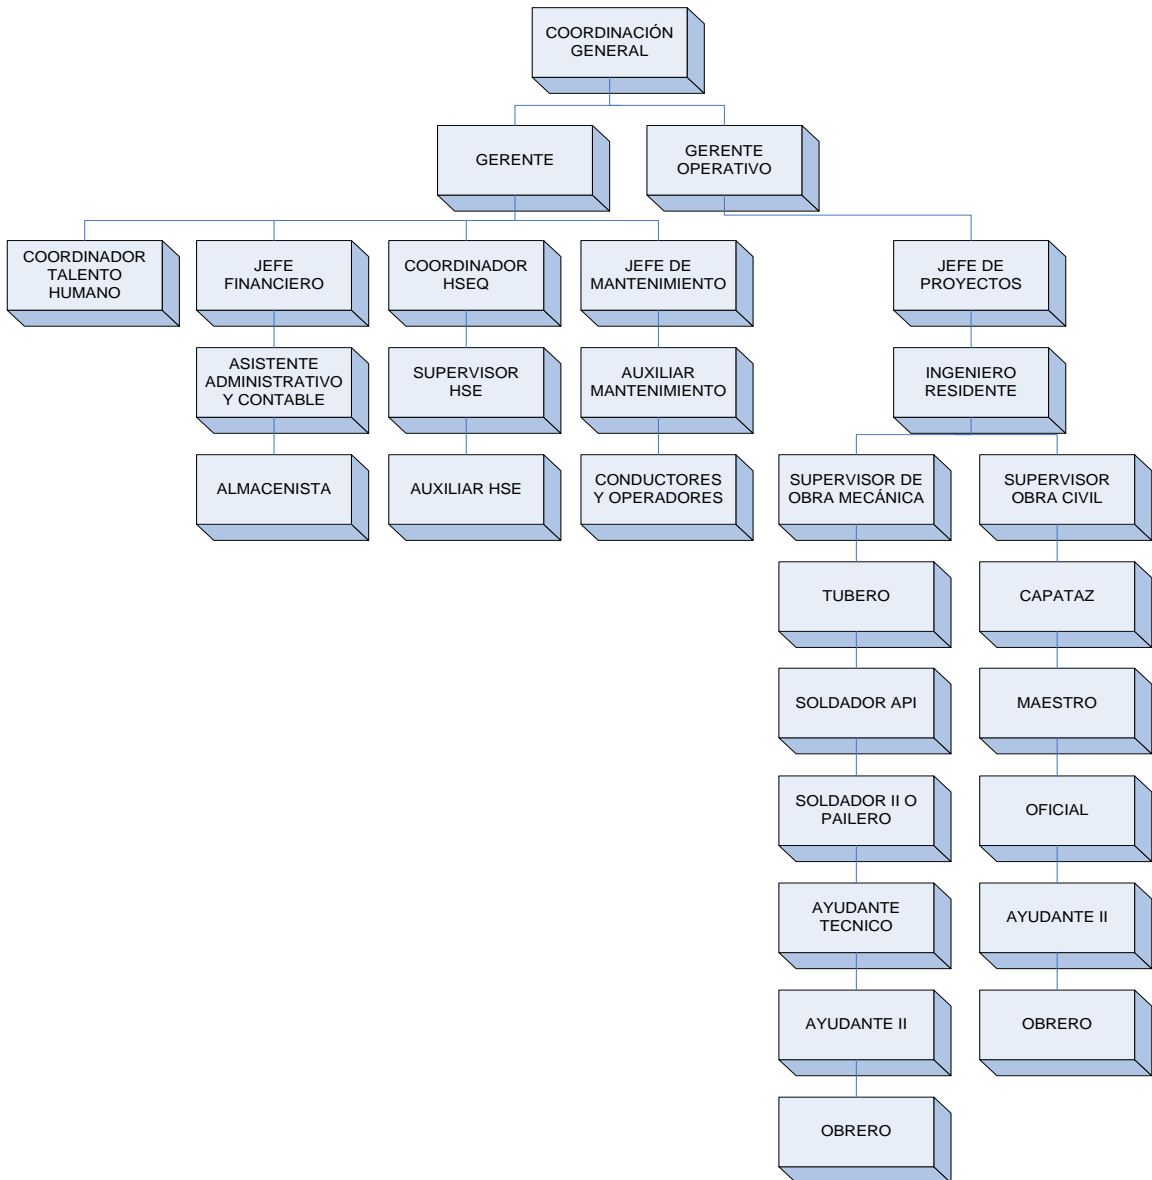 COORDINACIÓN
GENERAL
GERENTE
GERENTE
OPERATIVO
COORDINADOR
TALENTO
HUMANO
JEFE
FINANCIERO
COORDINADOR
HSEQ
JEFE DE
MANTENIMIENTO
JEFE DE
PROYECTOS
ASISTENTE
ADMINISTRATIVO
Y CONTABLE
SUPERVISOR
HSE
AUXILIAR
MANTENIMIENTO
INGENIERO
RESIDENTE
ALMACENISTA
AUXILIAR HSE
CONDUCTORES
Y OPERADORES
SUPERVISOR DE
OBRA MECÁNICA
SUPERVISOR
OBRA CIVIL
TUBERO
CAPATAZ
SOLDADOR API
MAESTRO
SOLDADOR II O
PAILERO
OFICIAL
AYUDANTE
TECNICO
AYUDANTE II
AYUDANTE II
OBRERO
OBRERO